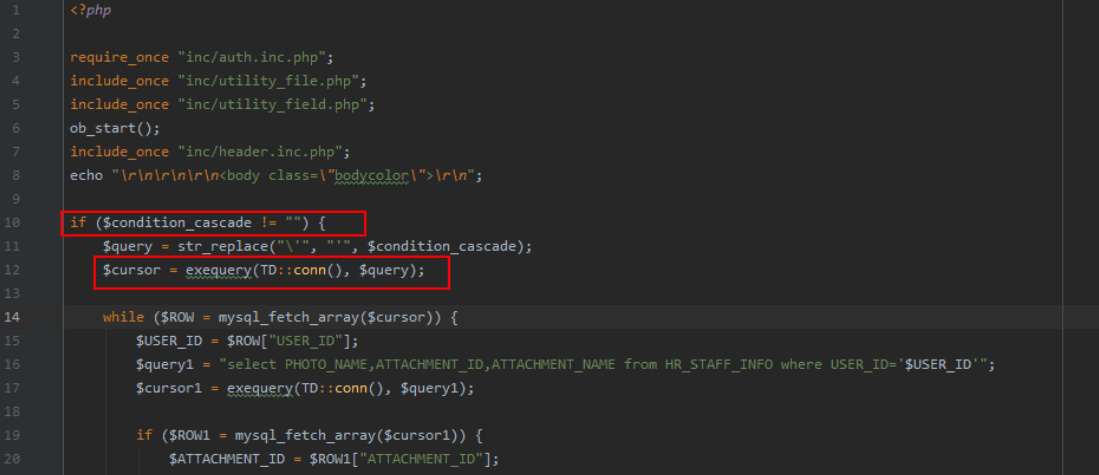 1 <?php
2
3 require_once "inc/auth.inc.php";
4 include_once "inc/utility_file.php";
5 include_once "inc/utility_field.php";
6 ob_start();
7 include_once "inc/header.inc.php";
8 echo "\r\n\r\n\r\n<body class=\"bodycolor\">\r\n";
9
10 if ($condition_cascade != "") {
11 $query = str_replace("\'", "'", $condition_cascade);
12 $cursor = exequery(TD::conn(), $query);
13
14 while ($ROW = mysql_fetch_array($cursor)) {
15 $USER_ID = $ROW["USER_ID"];
16 $query1 = "select PHOTO_NAME,ATTACHMENT_ID,ATTACHMENT_NAME from HR_STAFF_INFO where USER_ID='$USER_ID'";
17 $cursor1 = exequery(TD::conn(), $query1);
18
19 if ($ROW1 = mysql_fetch_array($cursor1)) {
20 $ATTACHMENT_ID = $ROW1["ATTACHMENT_ID"];